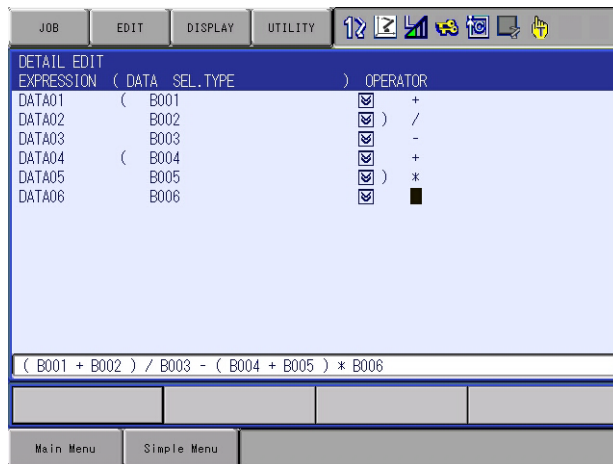 JOB EDIT DISPLAY UTILITY
DETAIL EDIT
EXPRESSION ( DATA SEL.TYPE ) OPERATOR
DATA01 ( B001 +
DATA02 B002 ) /
DATA03 B003 -
DATA04 ( B004 +
DATA05 B005 ) *
DATA06 B006
( B001 + B002 ) / B003 - ( B004 + B005 ) * B006
Main Menu Simple Menu